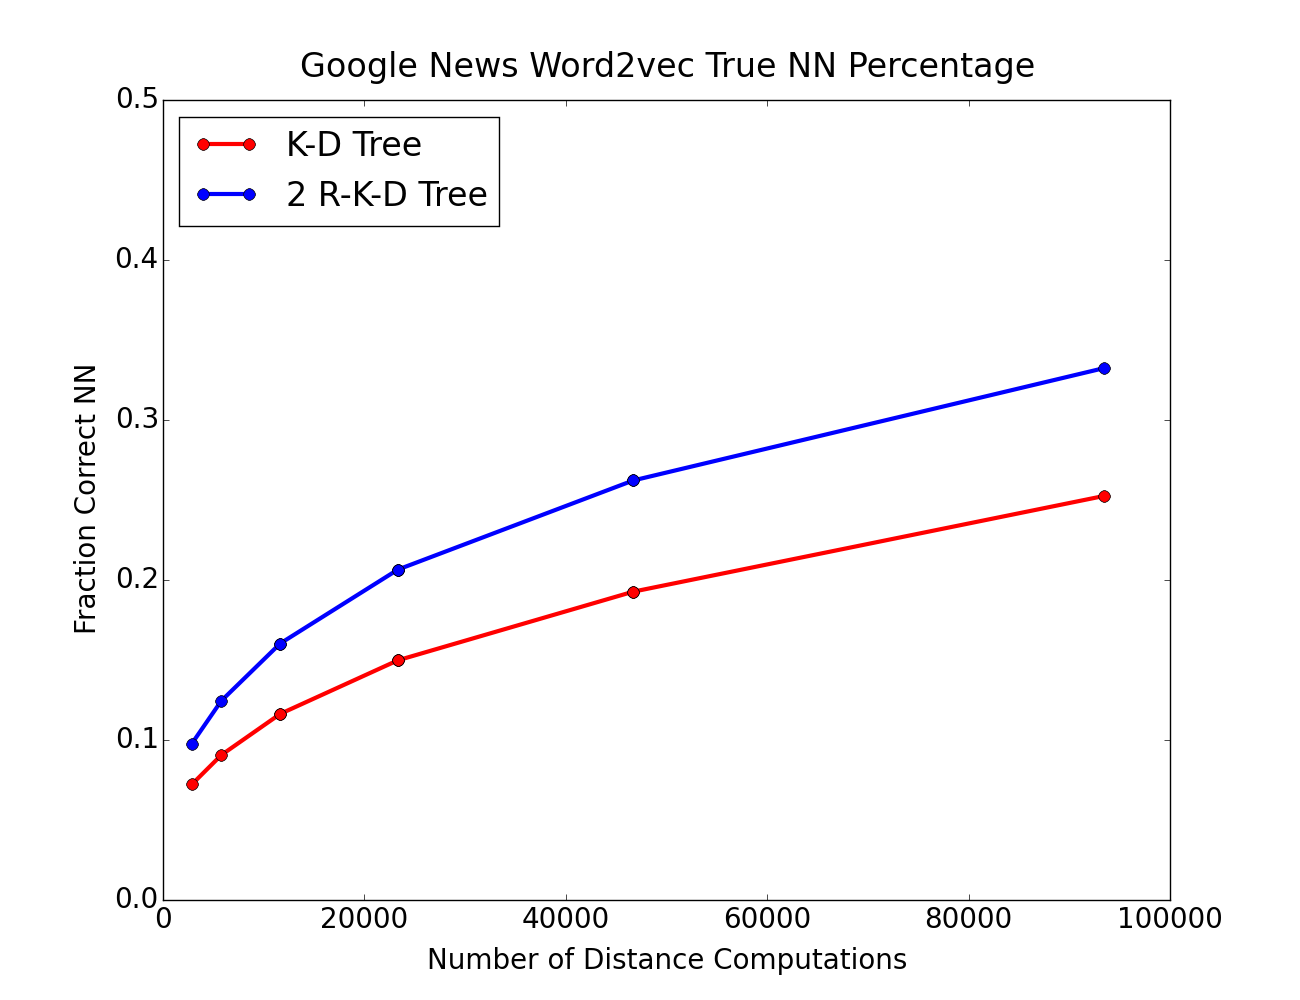 Google News Word2vec True NN Percentage
0.5
K-D Tree
2 R-K-D Tree
0.4
0.3
Fraction Correct NN
0.2
0.1
0.0
0 20000 40000 60000 80000 100000
Number of Distance Computations